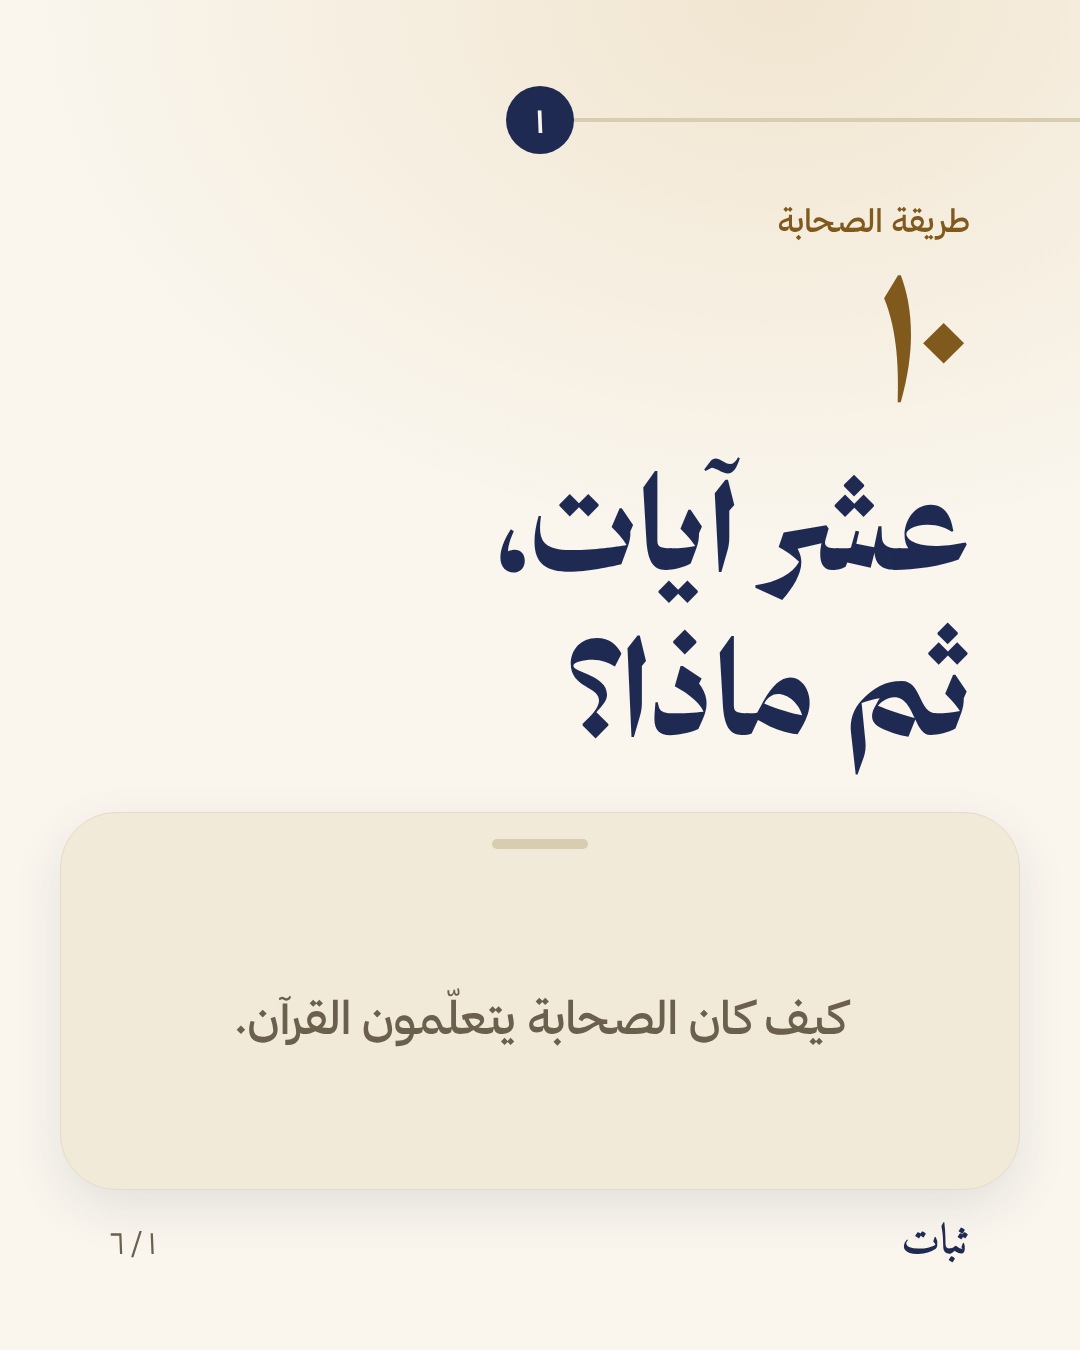 ١
طريقة الصحابة
١٠
عشر آيات،
ثم ماذا؟
كيف كان الصحابة يتعلّمون القرآن.
ثبات
١ / ٦